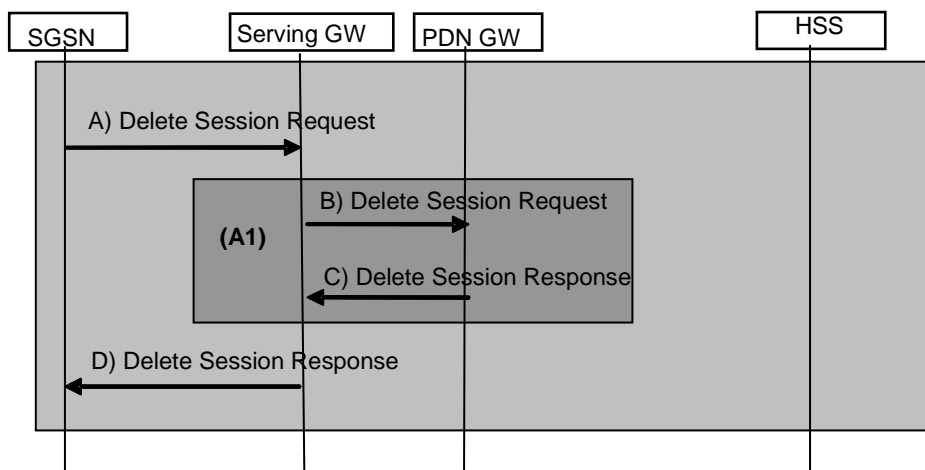 SGSN
Serving GW
PDN GW
HSS
A) Delete Session Request
B) Delete Session Request
(A1)
C) Delete Session Response
D) Delete Session Response